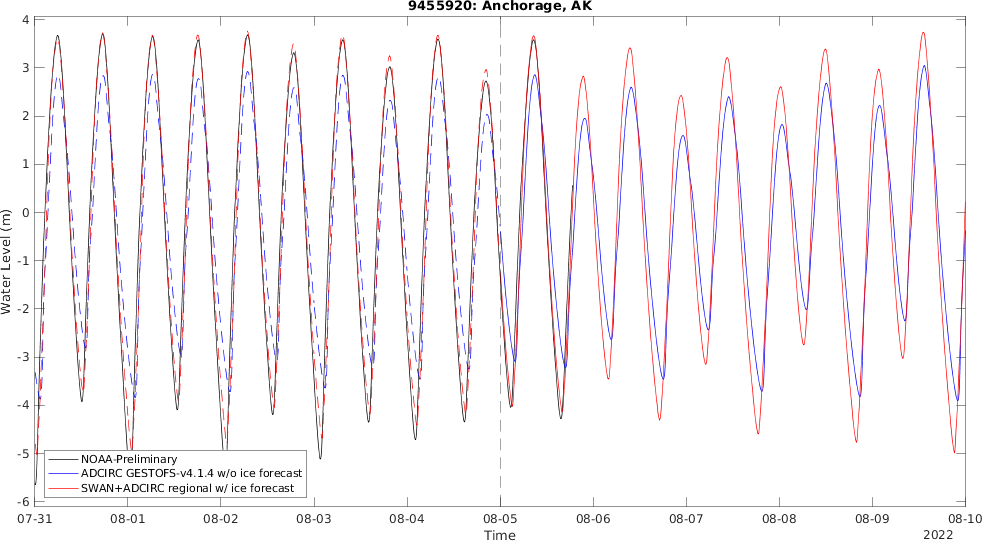 9455920: Anchorage, AK
4
3
2
1
0
-1
-2
-3
-4
-5
-6
Water Level (m)
NOAA-Preliminary
ADCIRC GESTOFS-v4.1.4 w/o ice forecast
SWAN+ADCIRC regional w/ ice forecast
07-31 08-01 08-02 08-03 08-04 08-05 08-06 08-07 08-08 08-09 08-10
Time
2022